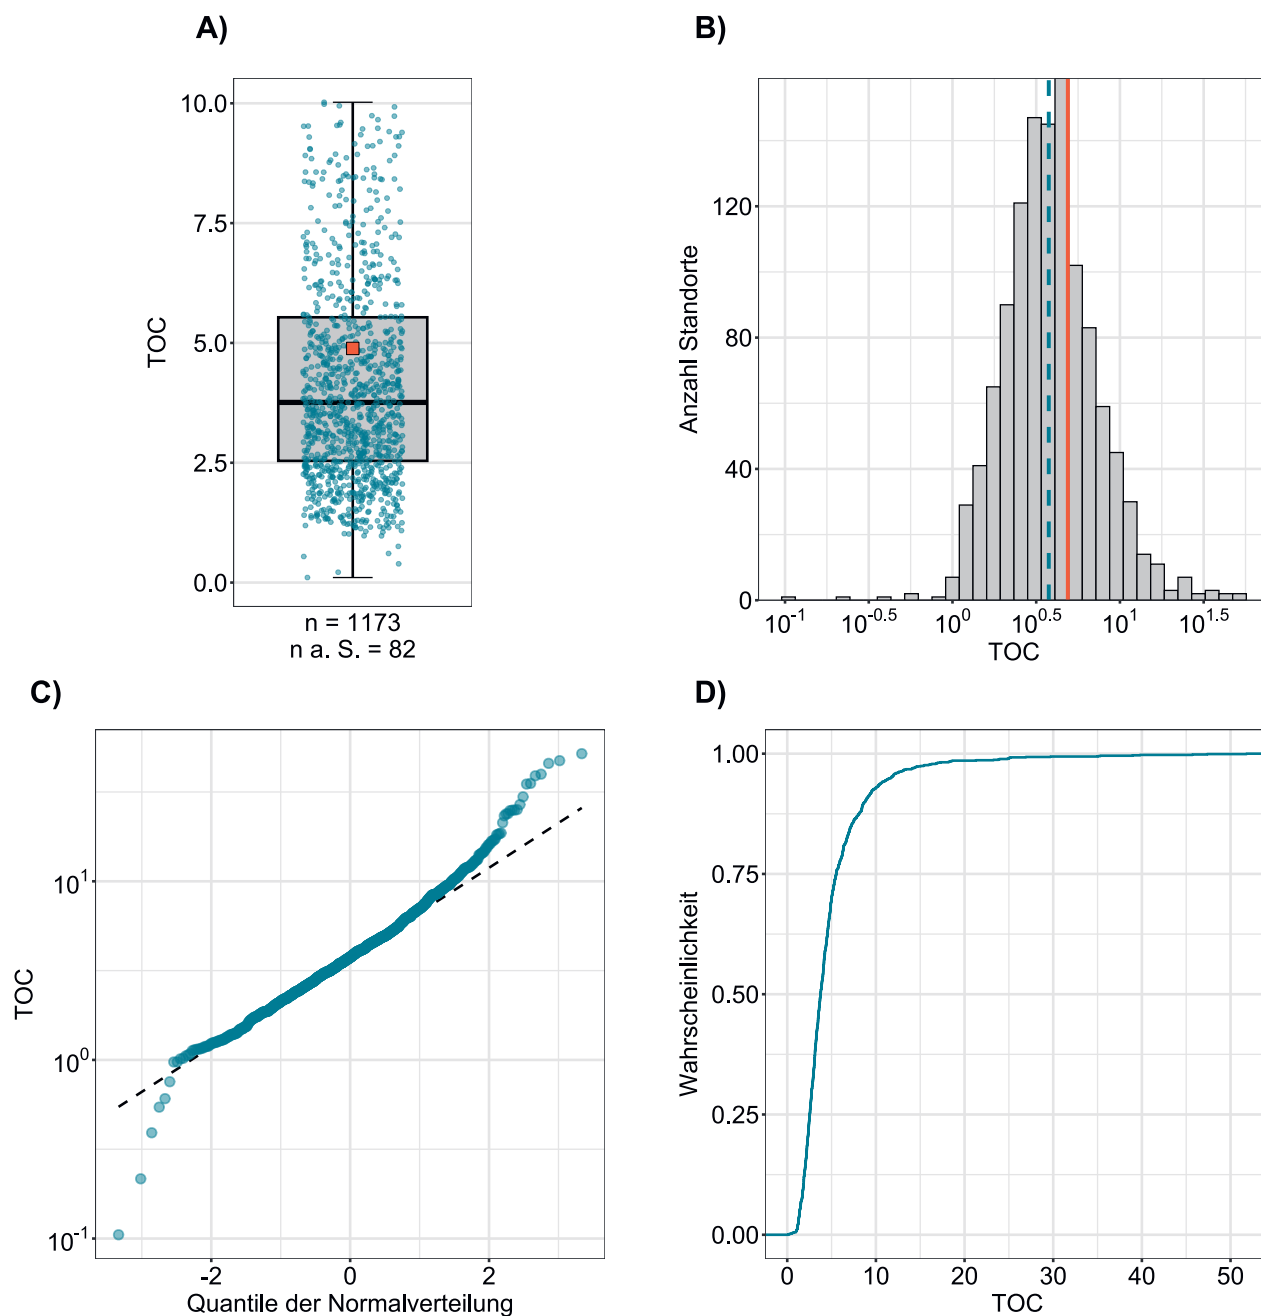 A)
TOC
10.0
7.5
5.0
2.5
0.0
n = 1173
n a. S. = 82
B)
Anzahl Standorte
120
80
40
0
10⁻¹
10⁻⁰·⁵
10⁰
10⁰·⁵
10¹
10¹·⁵
TOC
C)
TOC
10¹
10⁰
10⁻¹
-2
0
2
Quantile der Normalverteilung
D)
Wahrscheinlichkeit
1.00
0.75
0.50
0.25
0.00
0
10
20
30
40
50
TOC